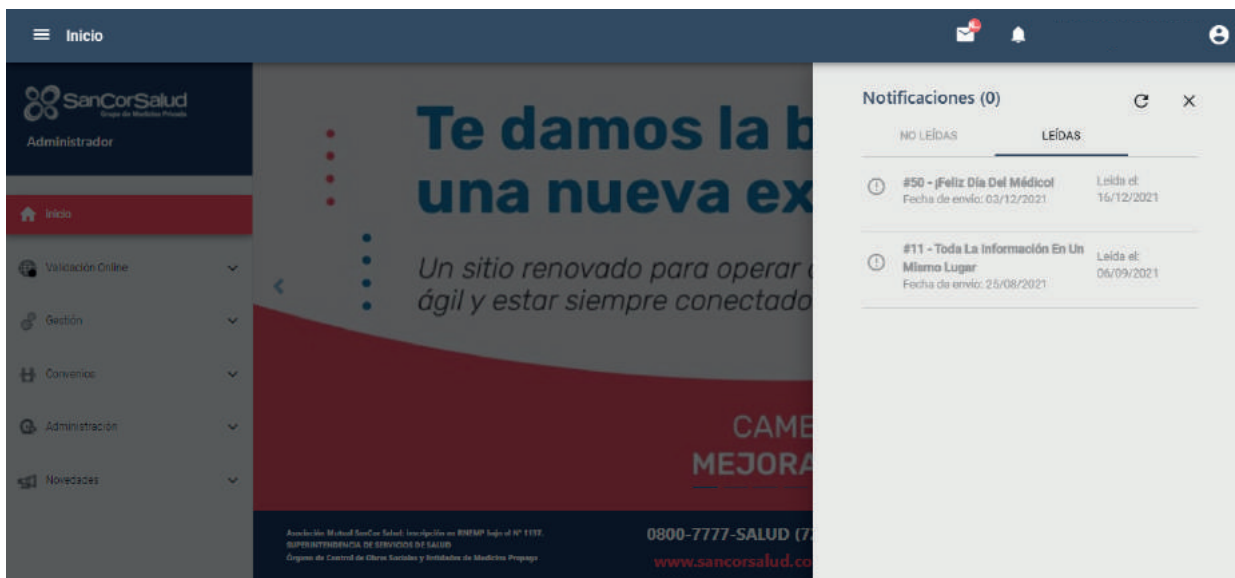 Inicio
SanCorSalud
Grupo de Medicina Privada
Administrador
Inicio
Validación Online
Gestión
Convenios
Administración
Novedades
Te damos la b
una nueva ex
Un sitio renovado para operar
ágil y estar siempre conectado
CAME
MEJORA
Asociación Mutual SanCor Salud: Inscripción en RNEMP bajo el N° 1137.
SUPERINTENDENCIA DE SERVICIOS DE SALUD
Órgano de Control de Obras Sociales y Entidades de Medicina Prepaga
0800-7777-SALUD (7
www.sancorsalud.co
Notificaciones (0)
NO LEÍDAS LEÍDAS
#50 - ¡Feliz Día Del Médico! Leída el:
Fecha de envío: 03/12/2021 16/12/2021
#11 - Toda La Información En Un
Mismo Lugar Leída el:
Fecha de envío: 25/08/2021 06/09/2021